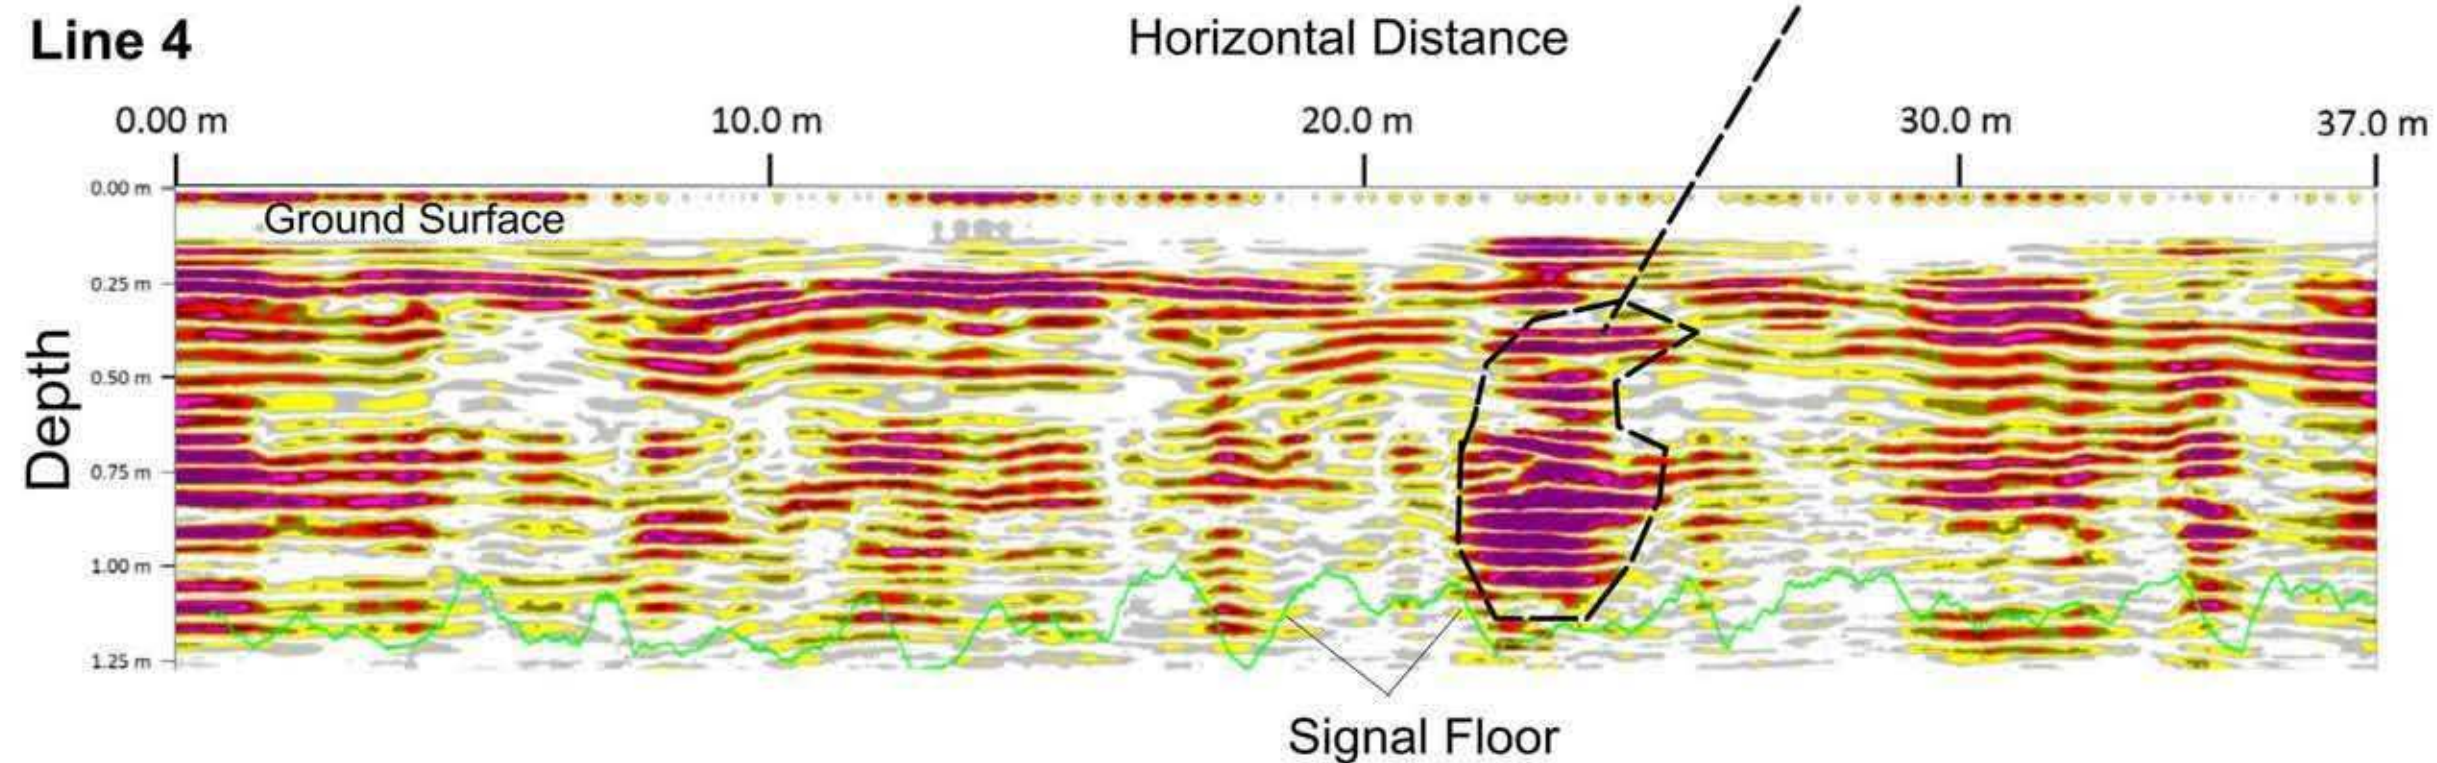 Line 4
Horizontal Distance
0.00 m 10.0 m 20.0 m 30.0 m 37.0 m
0.00 m
Ground Surface
0.25 m
0.50 m
Depth
0.75 m
1.00 m
1.25 m
Signal Floor